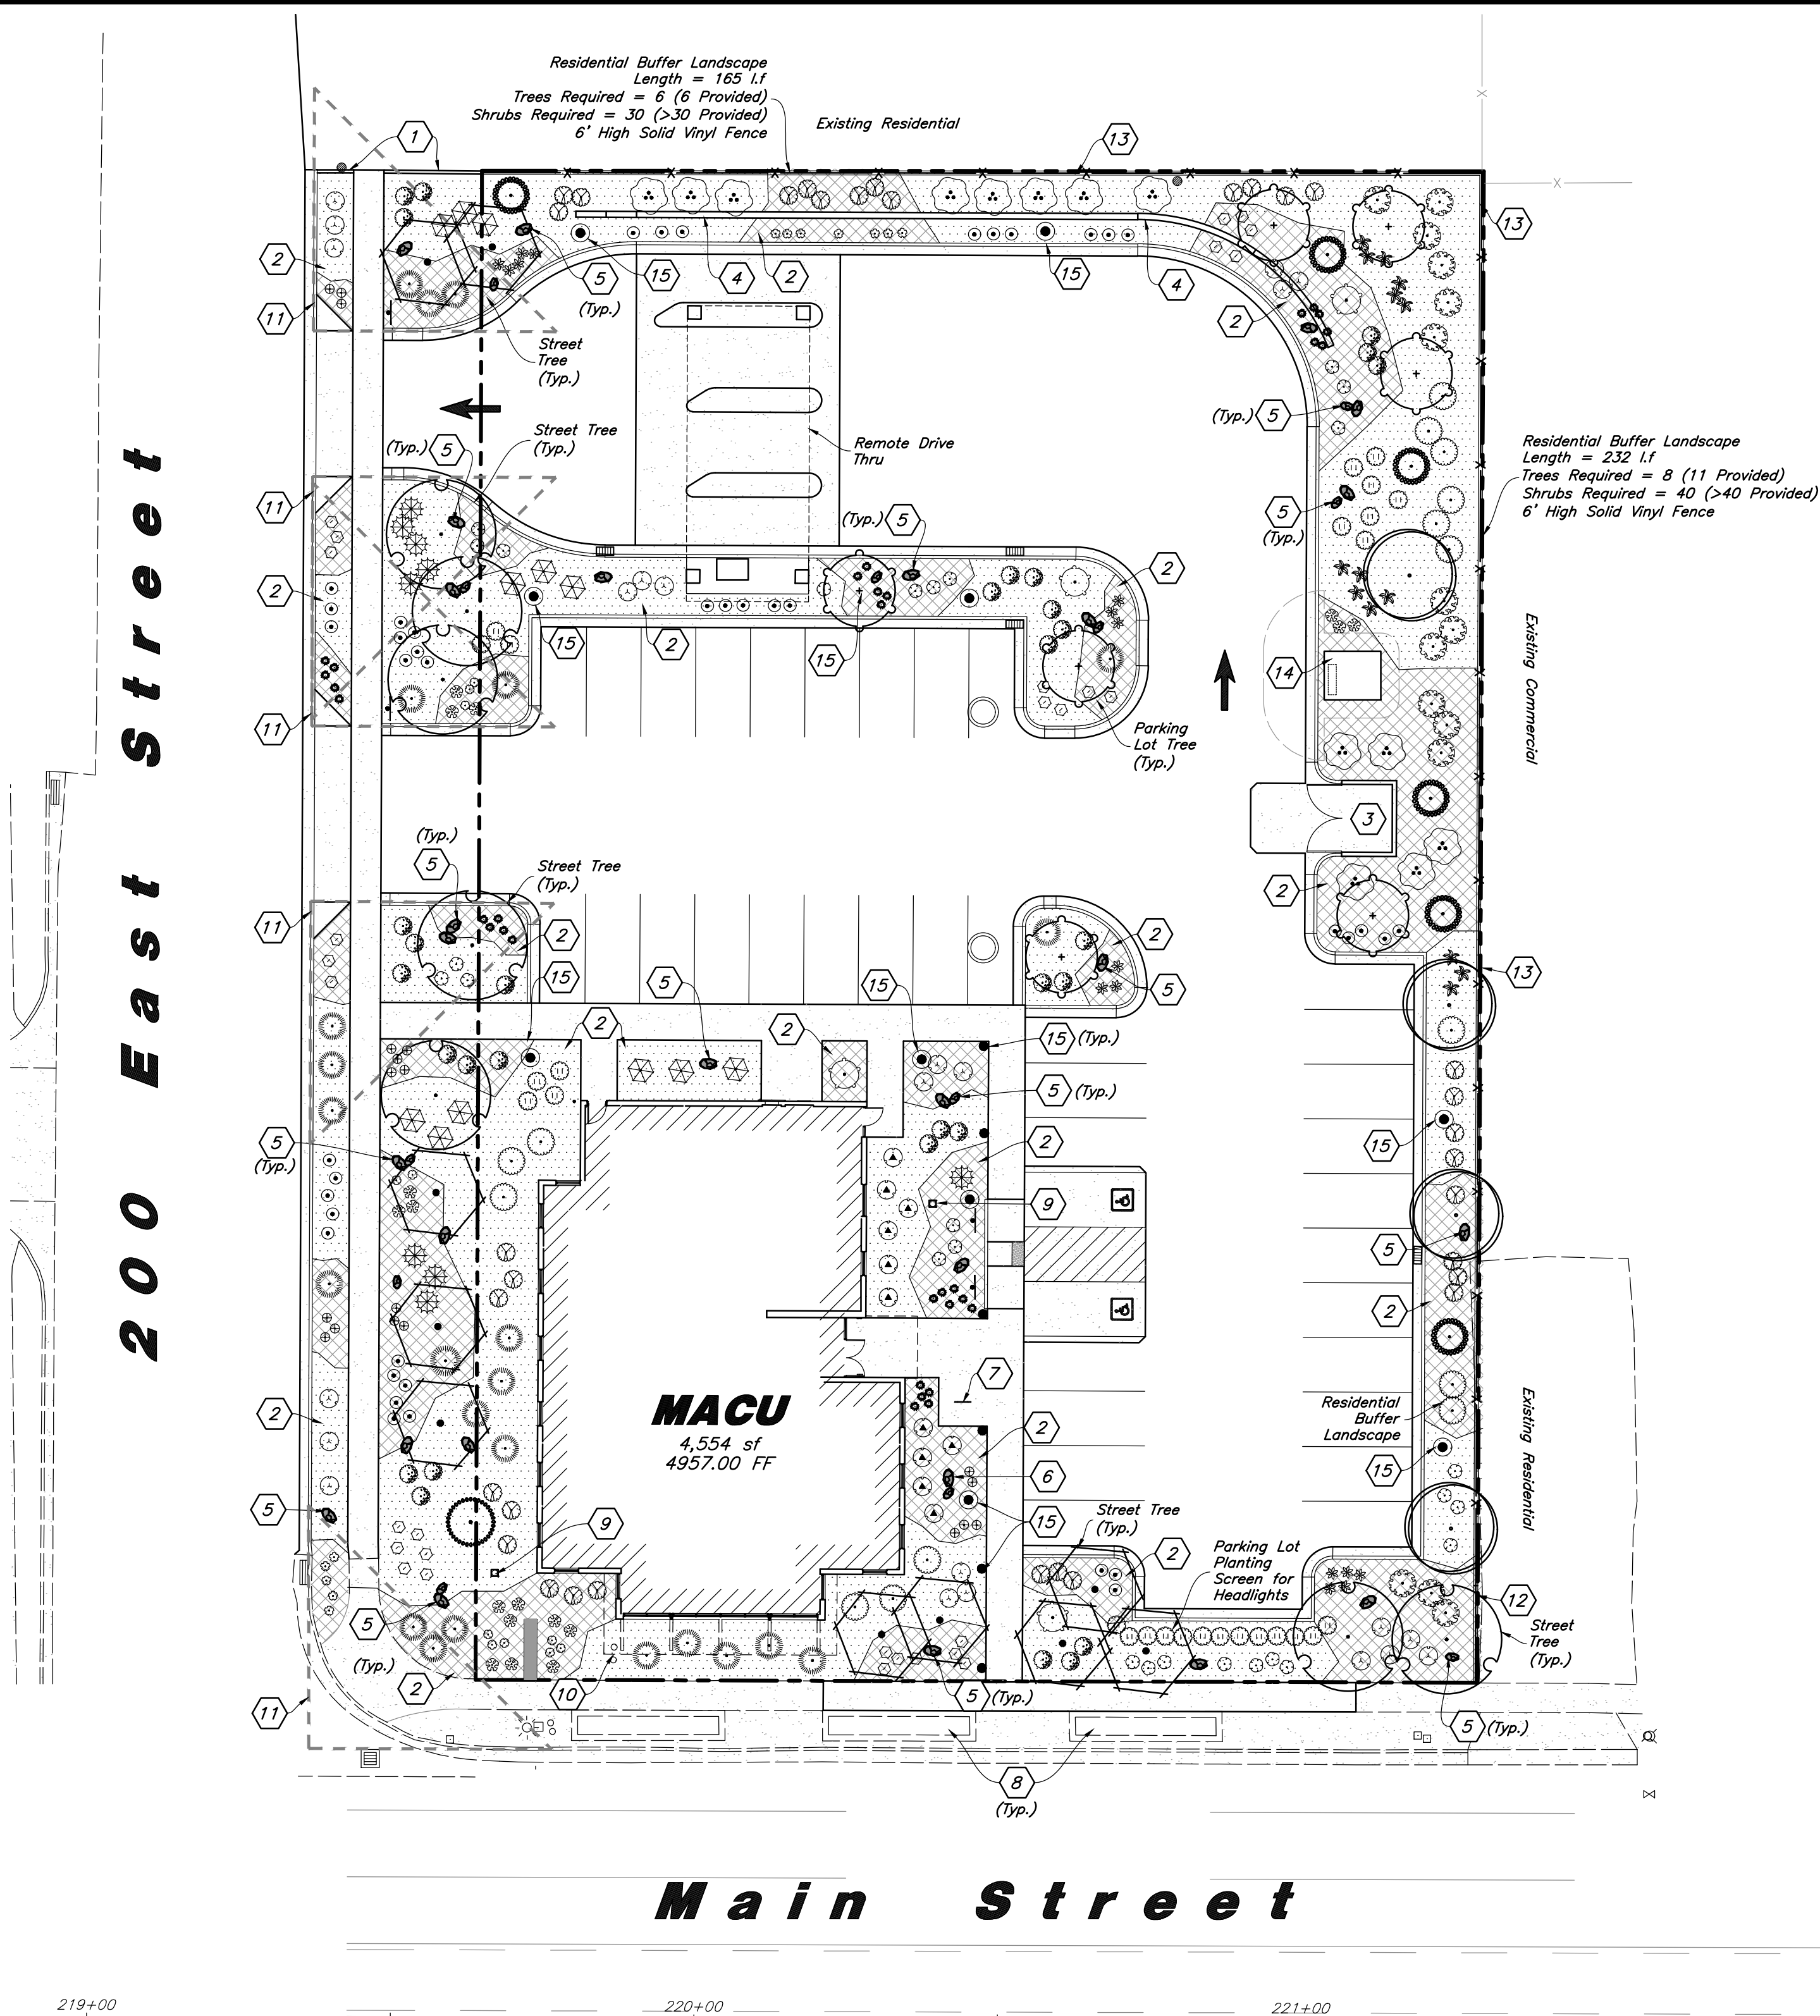 Residential Buffer Landscape
Length = 165 l.f
Trees Required = 6 (6 Provided)
Shrubs Required = 30 (>30 Provided)
6' High Solid Vinyl Fence
Existing Residential
1
13
2
11
5
(Typ.)
15
4
2
15
4
2
13
Street
Tree
(Typ.)
(Typ.) 5
Street Tree
(Typ.)
Remote Drive
Thru
(Typ.) 5
Residential Buffer Landscape
Length = 232 l.f
Trees Required = 8 (11 Provided)
Shrubs Required = 40 (>40 Provided)
6' High Solid Vinyl Fence
11
(Typ.) 5
5
(Typ.)
2
2
15
2
15
14
11
Parking
Lot Tree
(Typ.)
Existing Commercial
200 East Street
3
(Typ.)
5
Street Tree
(Typ.)
2
11
2
2
15
5
15
5
13
2
2
15 (Typ.)
5 (Typ.)
5
(Typ.)
2
15
9
5
2
MACU
4,554 sf
4957.00 FF
7
Residential
Buffer
Landscape
Existing Residential
2
2
6
15
5
9
15
Street Tree
(Typ.)
2
Parking Lot
Planting
Screen for
Headlights
12
Street
Tree
(Typ.)
5
(Typ.)
2
10
5 (Typ.)
11
5 (Typ.)
8
(Typ.)
Main Street
219+00
220+00
221+00